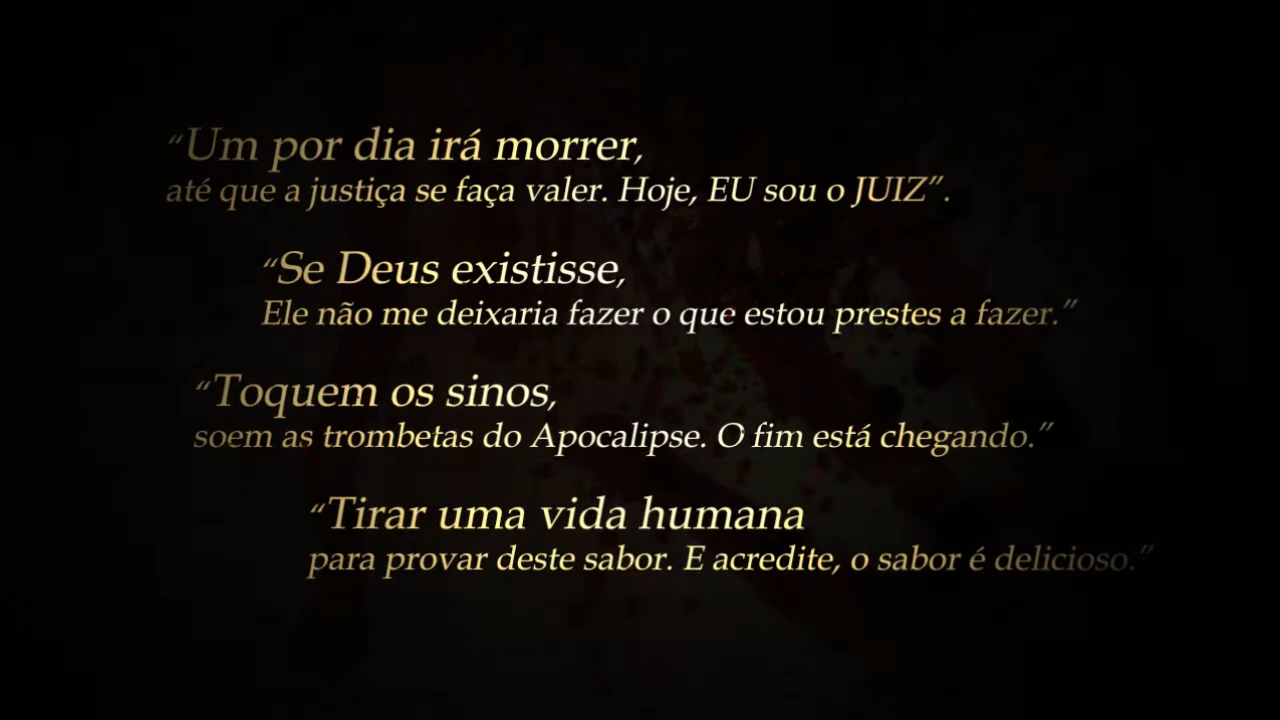 “Um por dia irá morrer,
até que a justiça se faça valer. Hoje, EU sou o JUIZ”.
“Se Deus existisse,
Ele não me deixaria fazer o que estou prestes a fazer.”
“Toquem os sinos,
soem as trombetas do Apocalipse. O fim está chegando.”
“Tirar uma vida humana
para provar deste sabor. E acredite, o sabor é delicioso.”